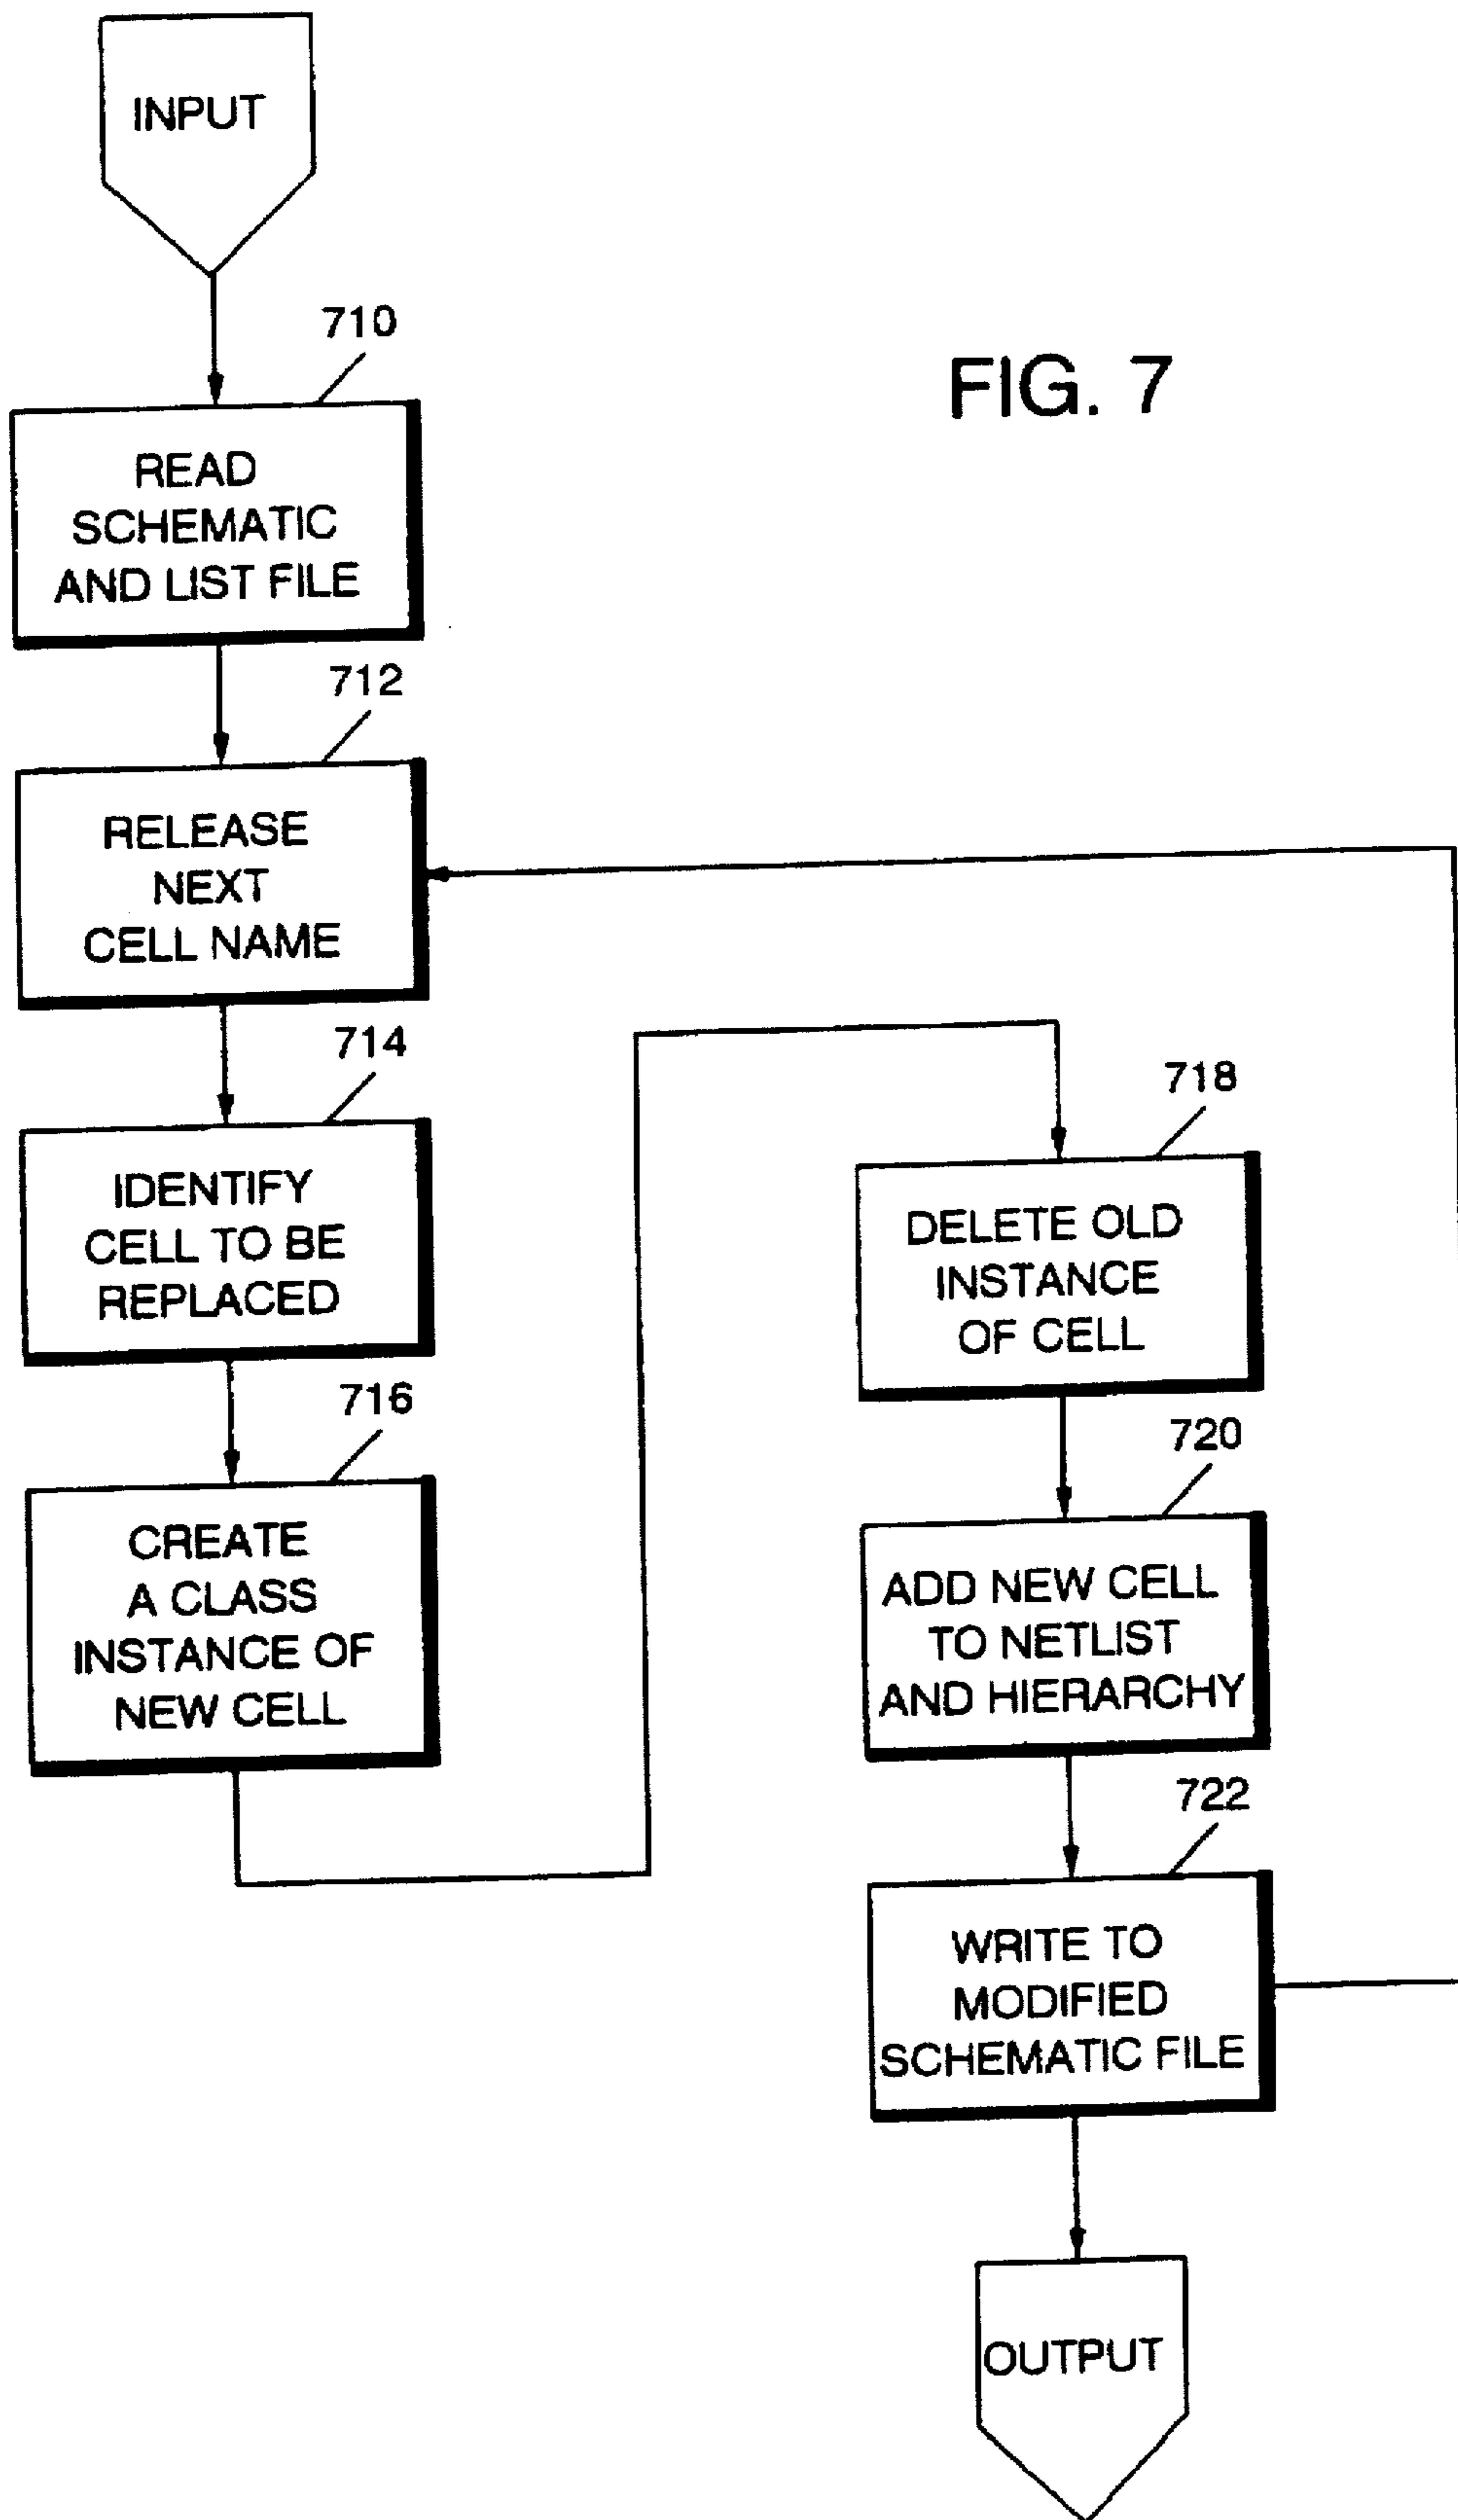 INPUT
FIG. 7
710
READ
SCHEMATIC
AND LIST FILE
712
RELEASE
NEXT
CELL NAME
714
IDENTIFY
CELL TO BE
REPLACED
716
CREATE
A CLASS
INSTANCE OF
NEW CELL
718
DELETE OLD
INSTANCE
OF CELL
720
ADD NEW CELL
TO NETLIST
AND HIERARCHY
722
WRITE TO
MODIFIED
SCHEMATIC FILE
OUTPUT